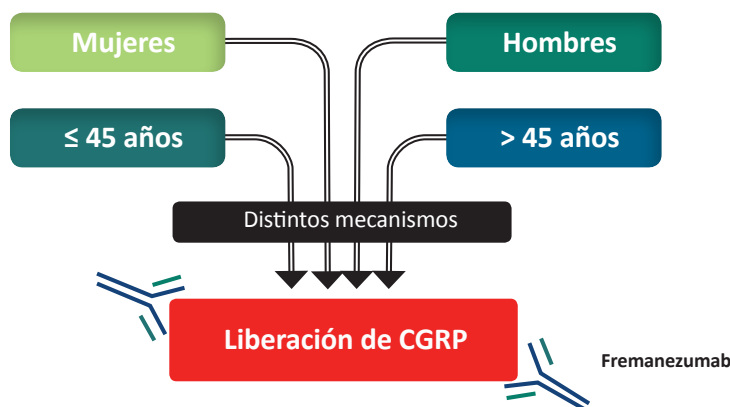 Mujeres
Hombres
≤ 45 años
> 45 años
Distintos mecanismos
Liberación de CGRP
Fremanezumab